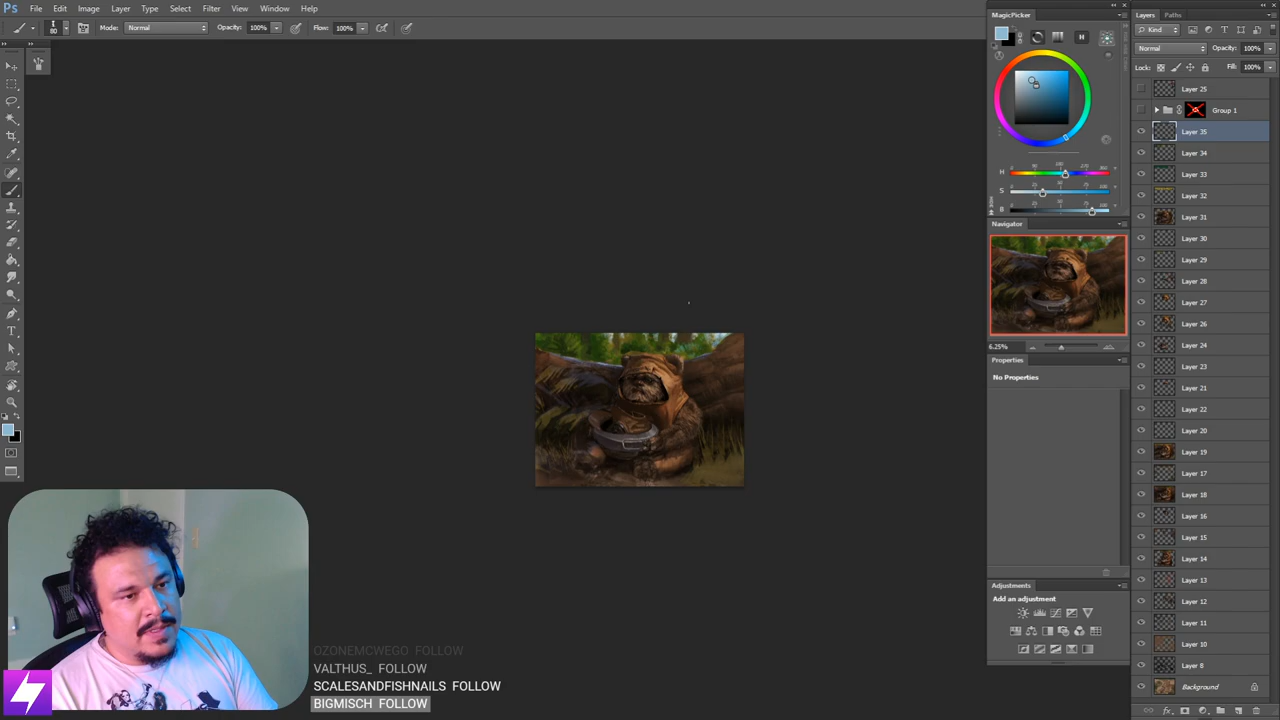 Ps File Edit Image Layer Type Select Filter View Window Help
80 Mode: Normal Opacity: 100% Flow: 100%
MagicPicker
H
H
S
B
Navigator
6.25%
Properties
No Properties
Adjustments
Add an adjustment
Layers Paths
Kind
Normal Opacity: 100%
Lock: Fill: 100%
Layer 25
Group 1
Layer 35
Layer 34
Layer 33
Layer 32
Layer 31
Layer 30
Layer 29
Layer 28
Layer 27
Layer 26
Layer 24
Layer 23
Layer 21
Layer 22
Layer 20
Layer 19
Layer 17
Layer 18
Layer 16
Layer 15
Layer 14
Layer 13
Layer 12
Layer 11
Layer 10
Layer 8
Background
OZONEMCWEGO FOLLOW
VALTHUS_ FOLLOW
SCALESANDFISHNAILS FOLLOW
BIGMISCH FOLLOW